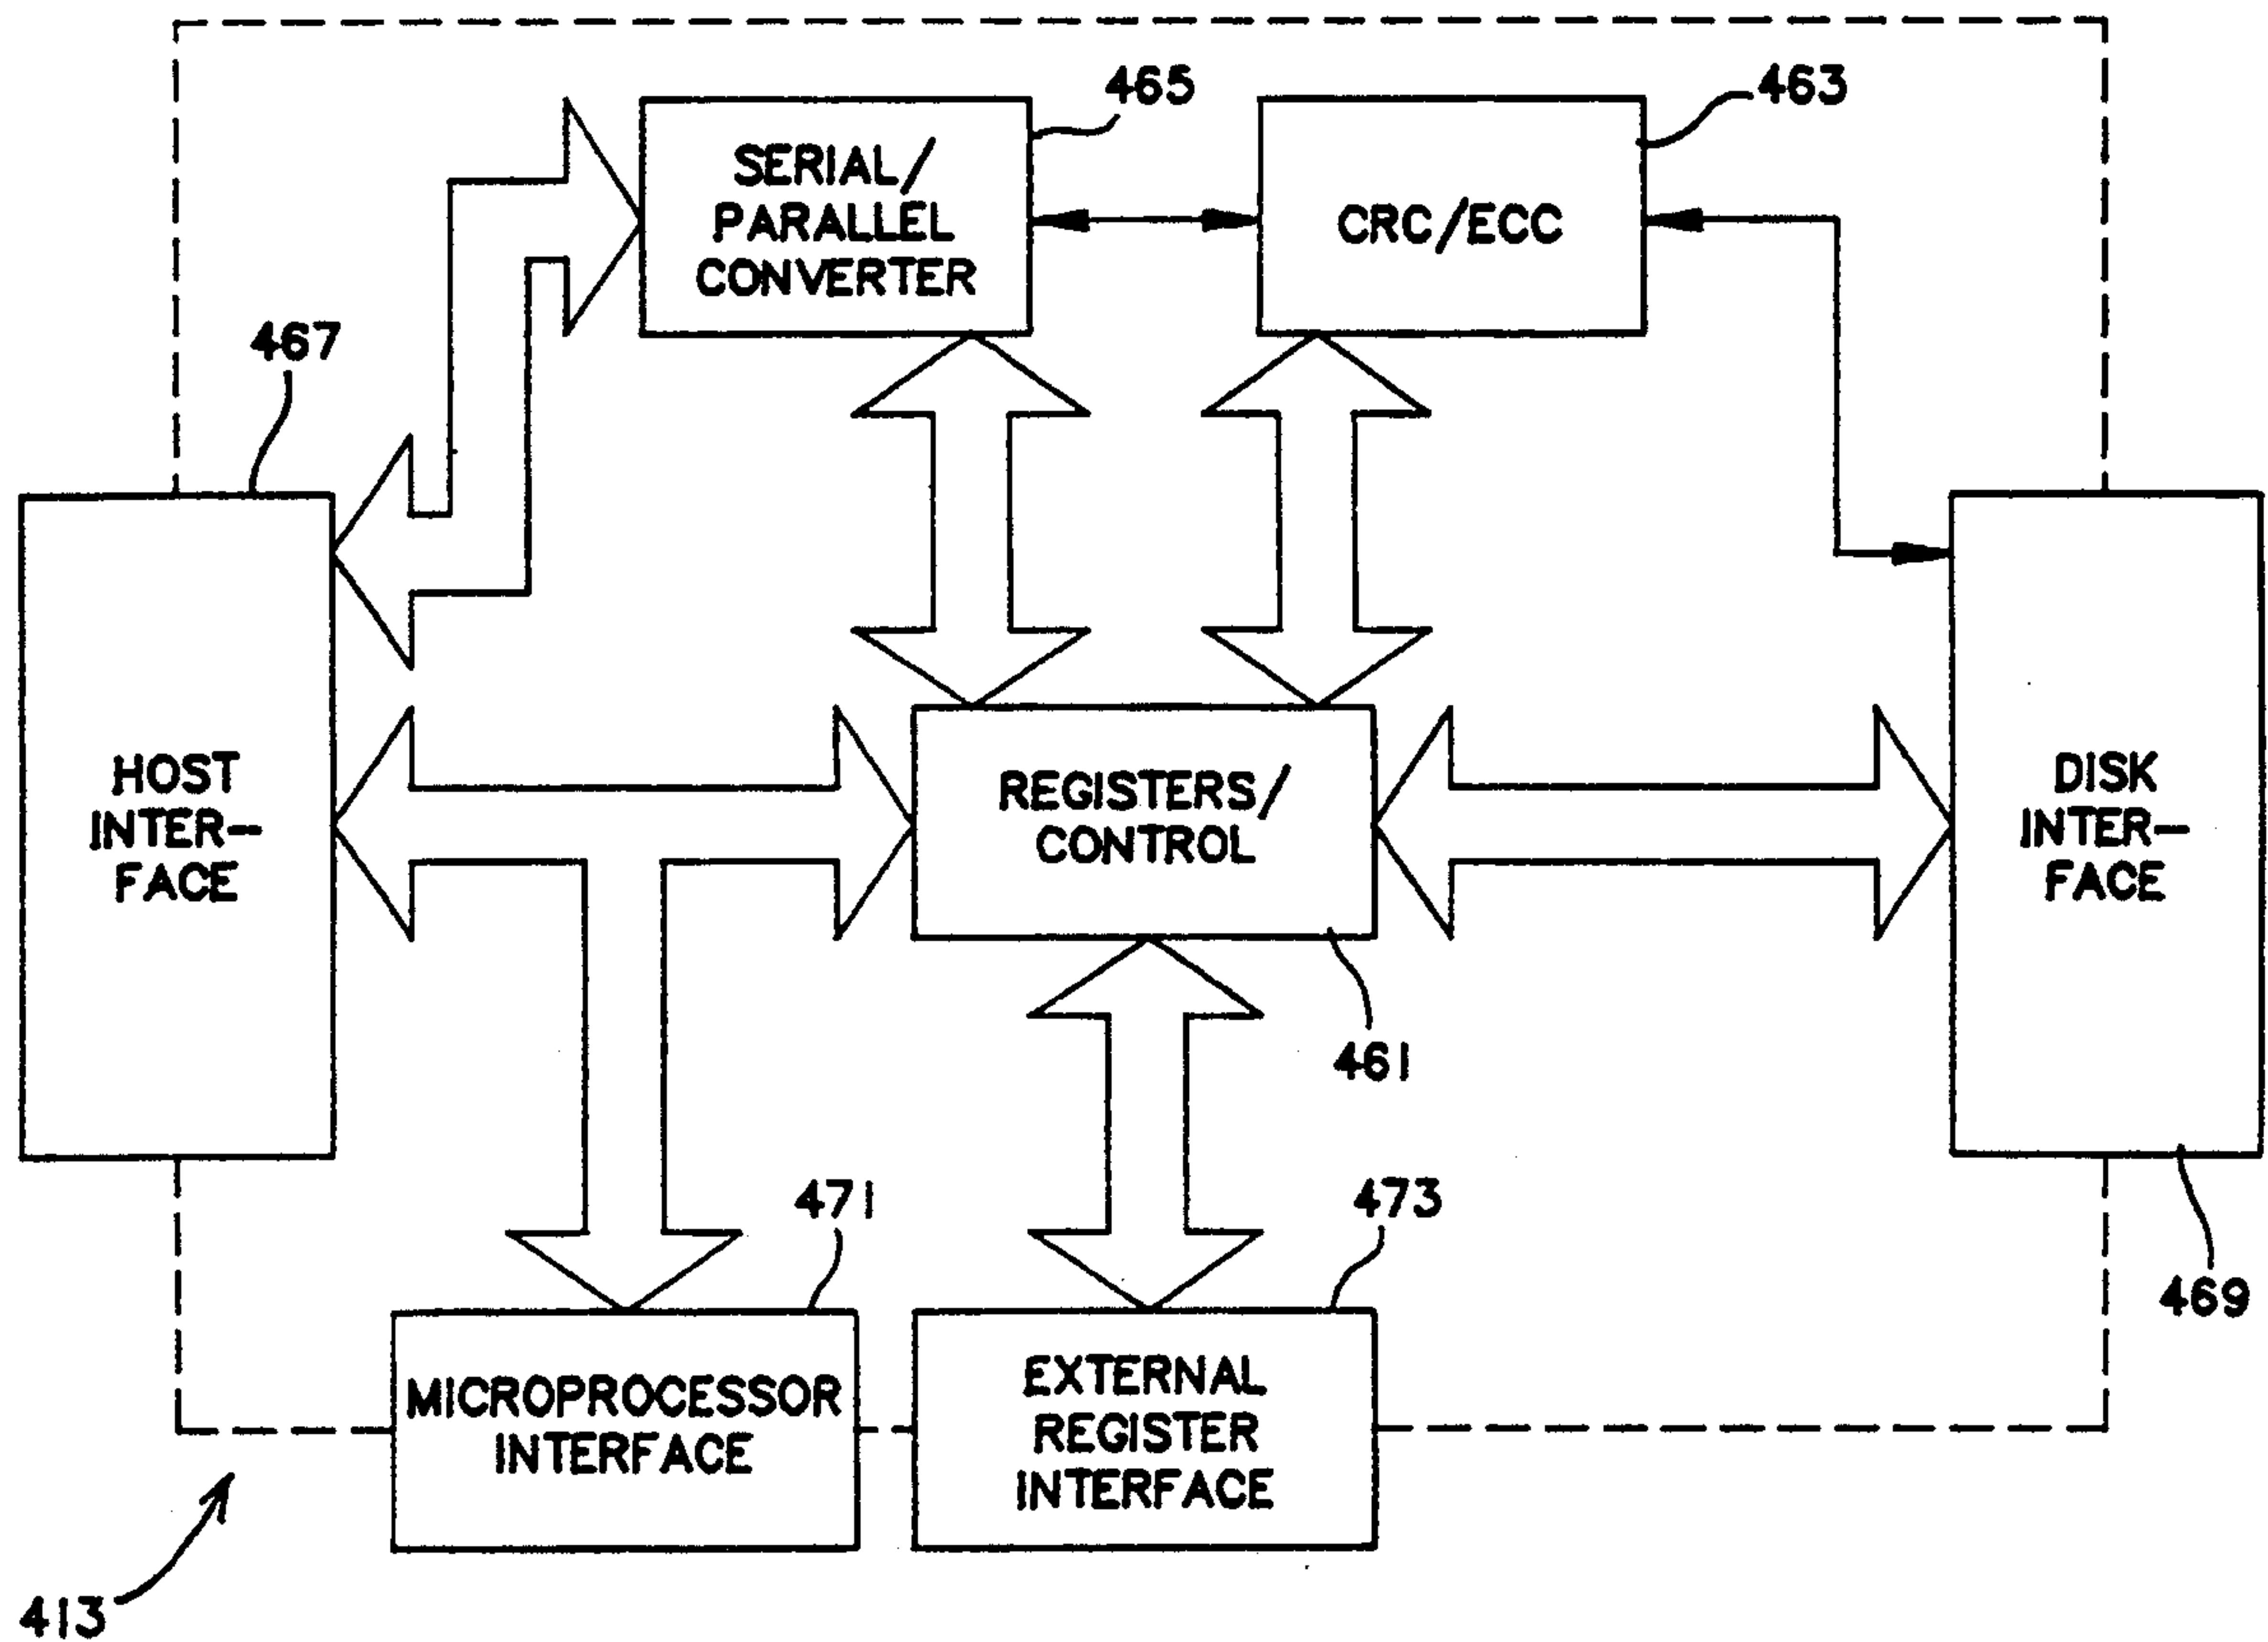 465
463
SERIAL/
PARALLEL
CONVERTER
CRC/ECC
467
HOST
INTER-
FACE
REGISTERS/
CONTROL
DISK
INTER-
FACE
461
471
473
469
MICROPROCESSOR
INTERFACE
EXTERNAL
REGISTER
INTERFACE
413